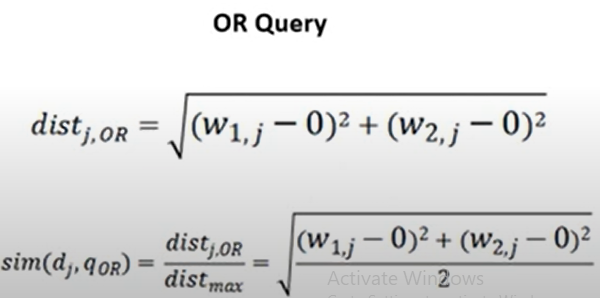 OR Query
dist_{j,OR} = √((w_{1,j} − 0)² + (w_{2,j} − 0)²)
sim(d_j, q_{OR}) = dist_{j,OR} / dist_{max} = √(((w_{1,j} − 0)² + (w_{2,j} − 0)²) / 2)
Activate Windows